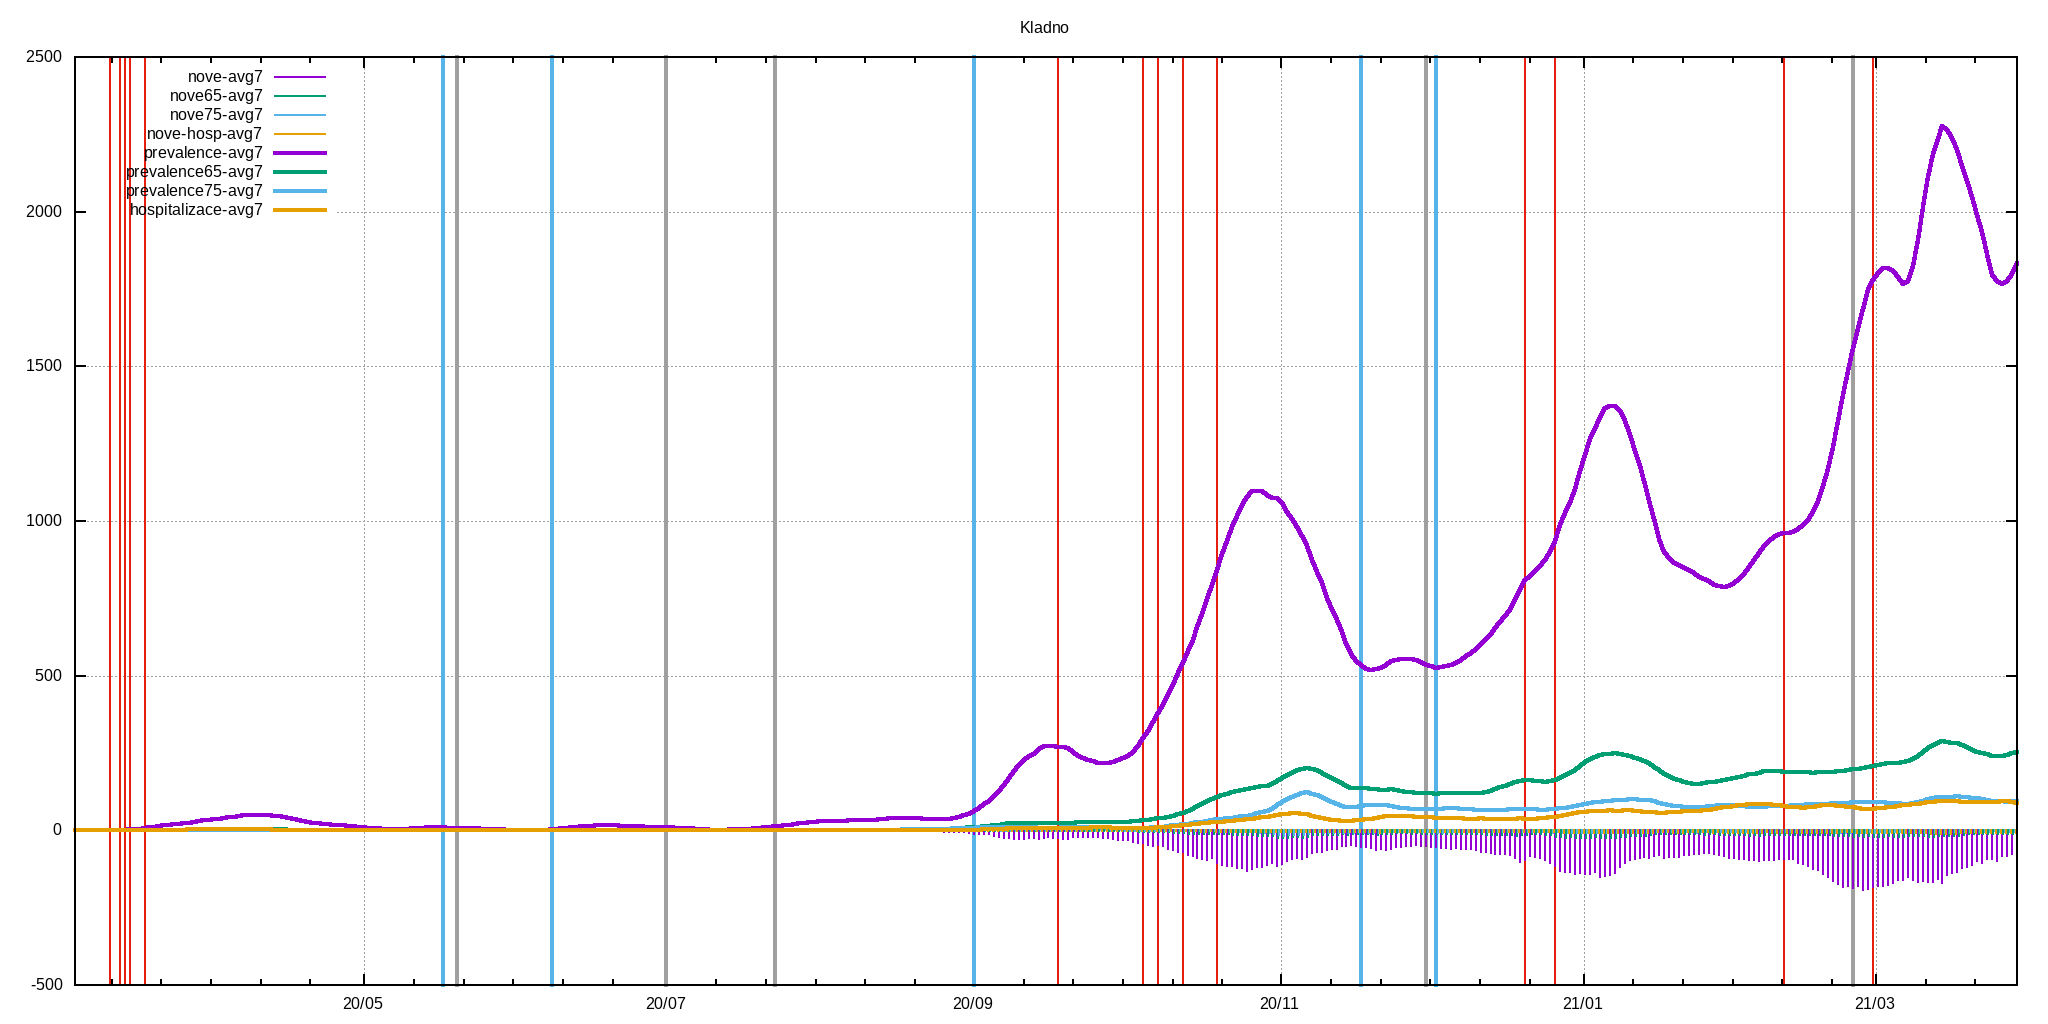 Kladno
2500
nove-avg7
nove65-avg7
nove75-avg7
nove-hosp-avg7
prevalence-avg7
prevalence65-avg7
prevalence75-avg7
hospitalizace-avg7
2000
1500
1000
500
0
-500
20/05 20/07 20/09 20/11 21/01 21/03